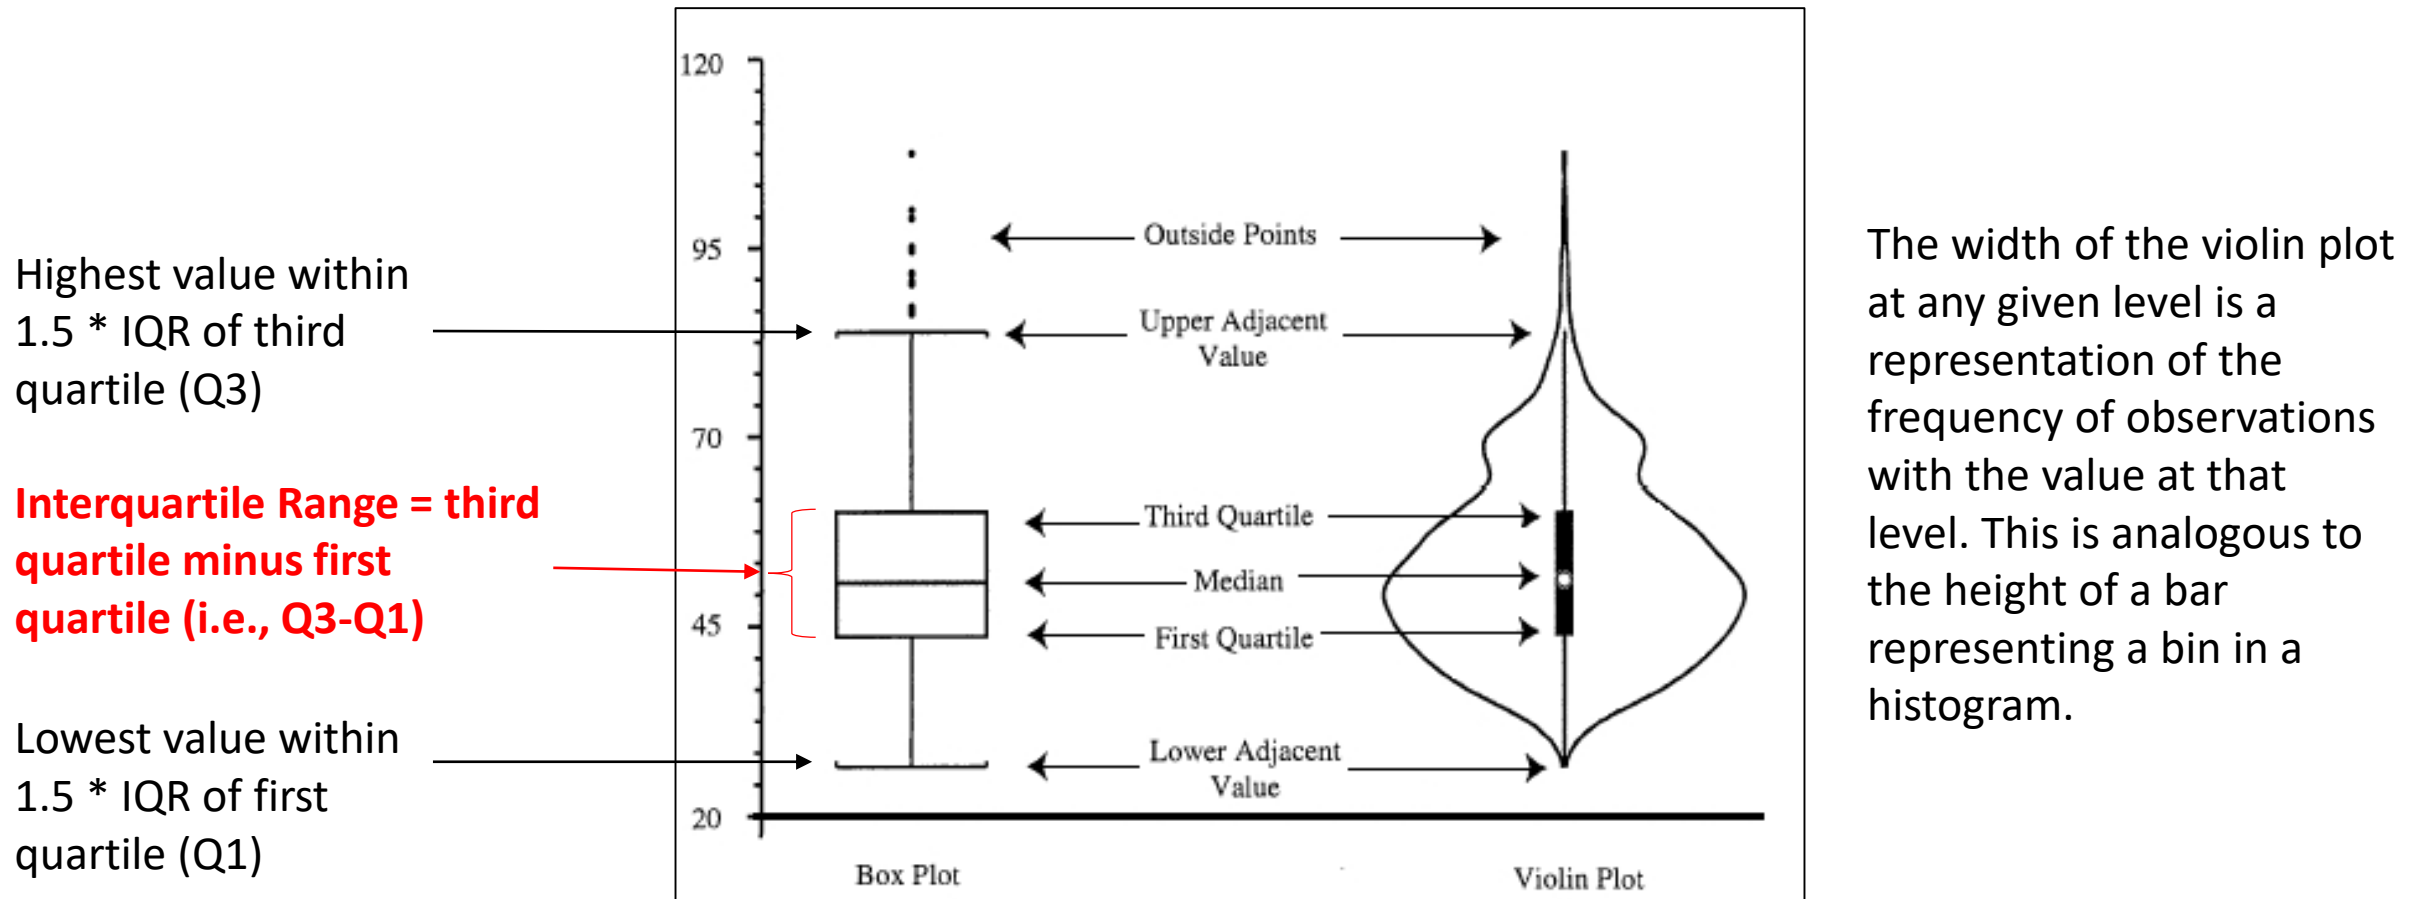 Highest value within
1.5 * IQR of third
quartile (Q3)
Interquartile Range = third
quartile minus first
quartile (i.e., Q3-Q1)
Lowest value within
1.5 * IQR of first
quartile (Q1)
120
95
70
45
20
Outside Points
Upper Adjacent
Value
Third Quartile
Median
First Quartile
Lower Adjacent
Value
Box Plot
Violin Plot
The width of the violin plot
at any given level is a
representation of the
frequency of observations
with the value at that
level. This is analogous to
the height of a bar
representing a bin in a
histogram.